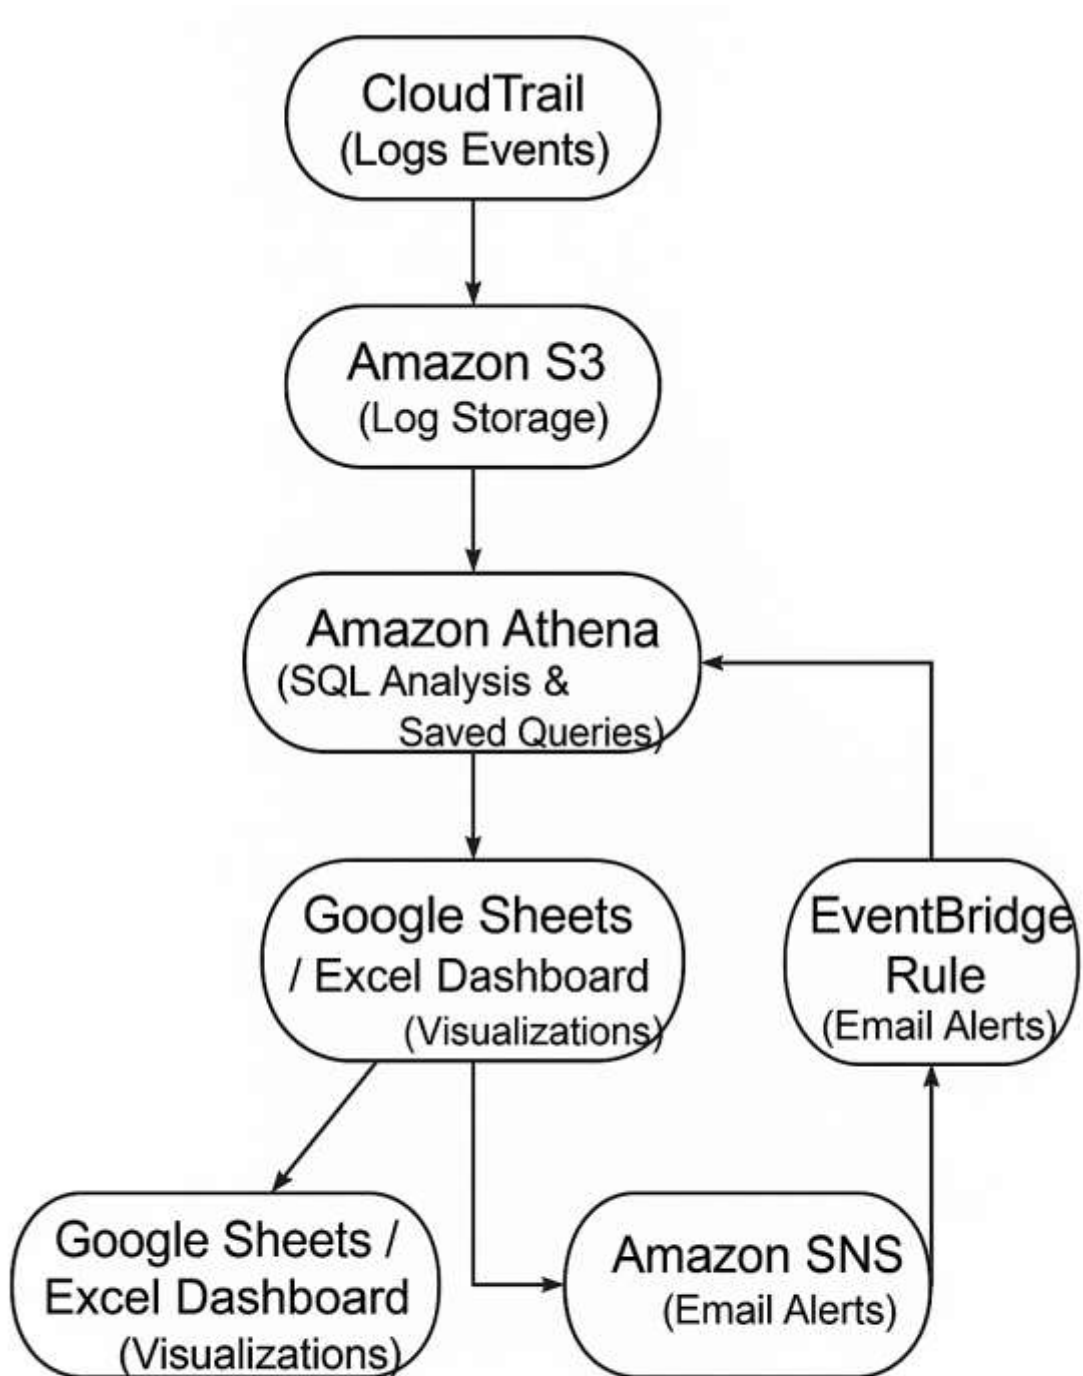 CloudTrail
(Logs Events)
Amazon S3
(Log Storage)
Amazon Athena
(SQL Analysis &
Saved Queries)
Google Sheets
/ Excel Dashboard
(Visualizations)
EventBridge
Rule
(Email Alerts)
Google Sheets /
Excel Dashboard
(Visualizations)
Amazon SNS
(Email Alerts)